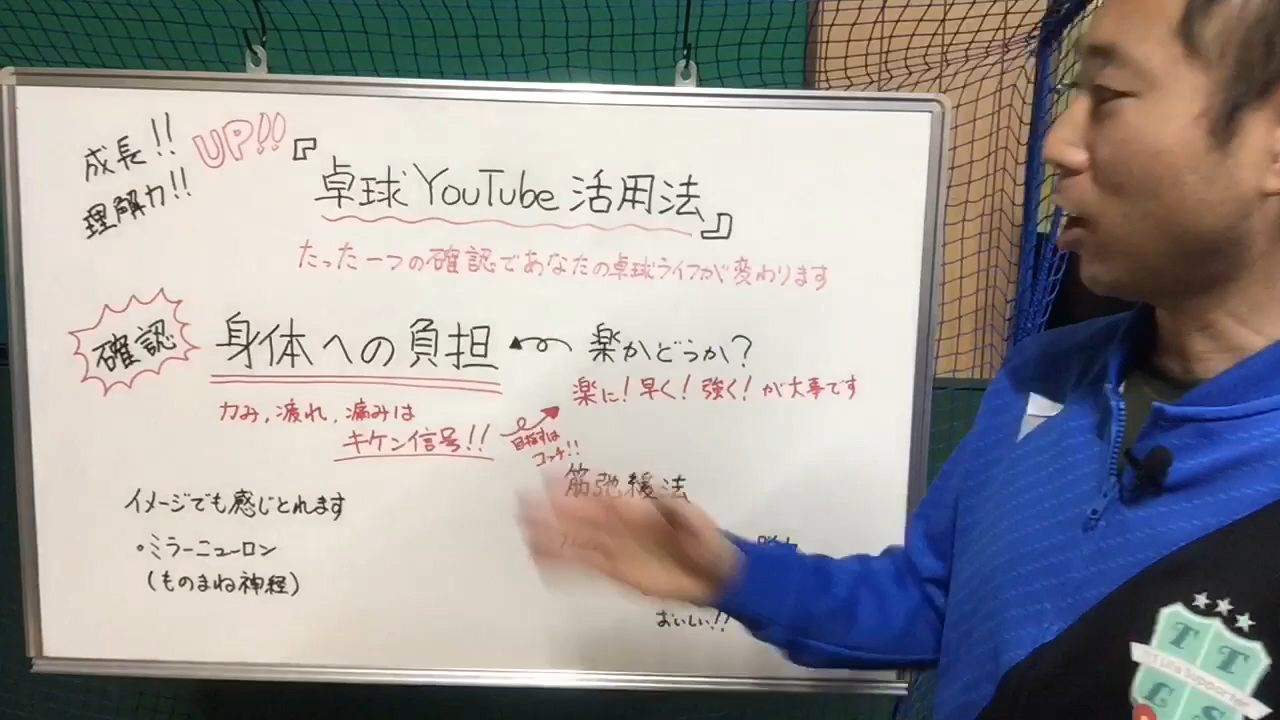 成長!! UP!!
理解力!!
『卓球YouTube活用法』
たった一つの確認であなたの卓球ライフが変わります
確認 身体への負担 楽かどうか?
楽に!早く!強く!が大事です
力み,疲れ,痛みは
キケン信号!!
目指すは
コッチ!!
筋弛緩法
イメージでも感じとれます
・ミラーニューロン
(ものまね神経)
おいしい!!
TT
GS